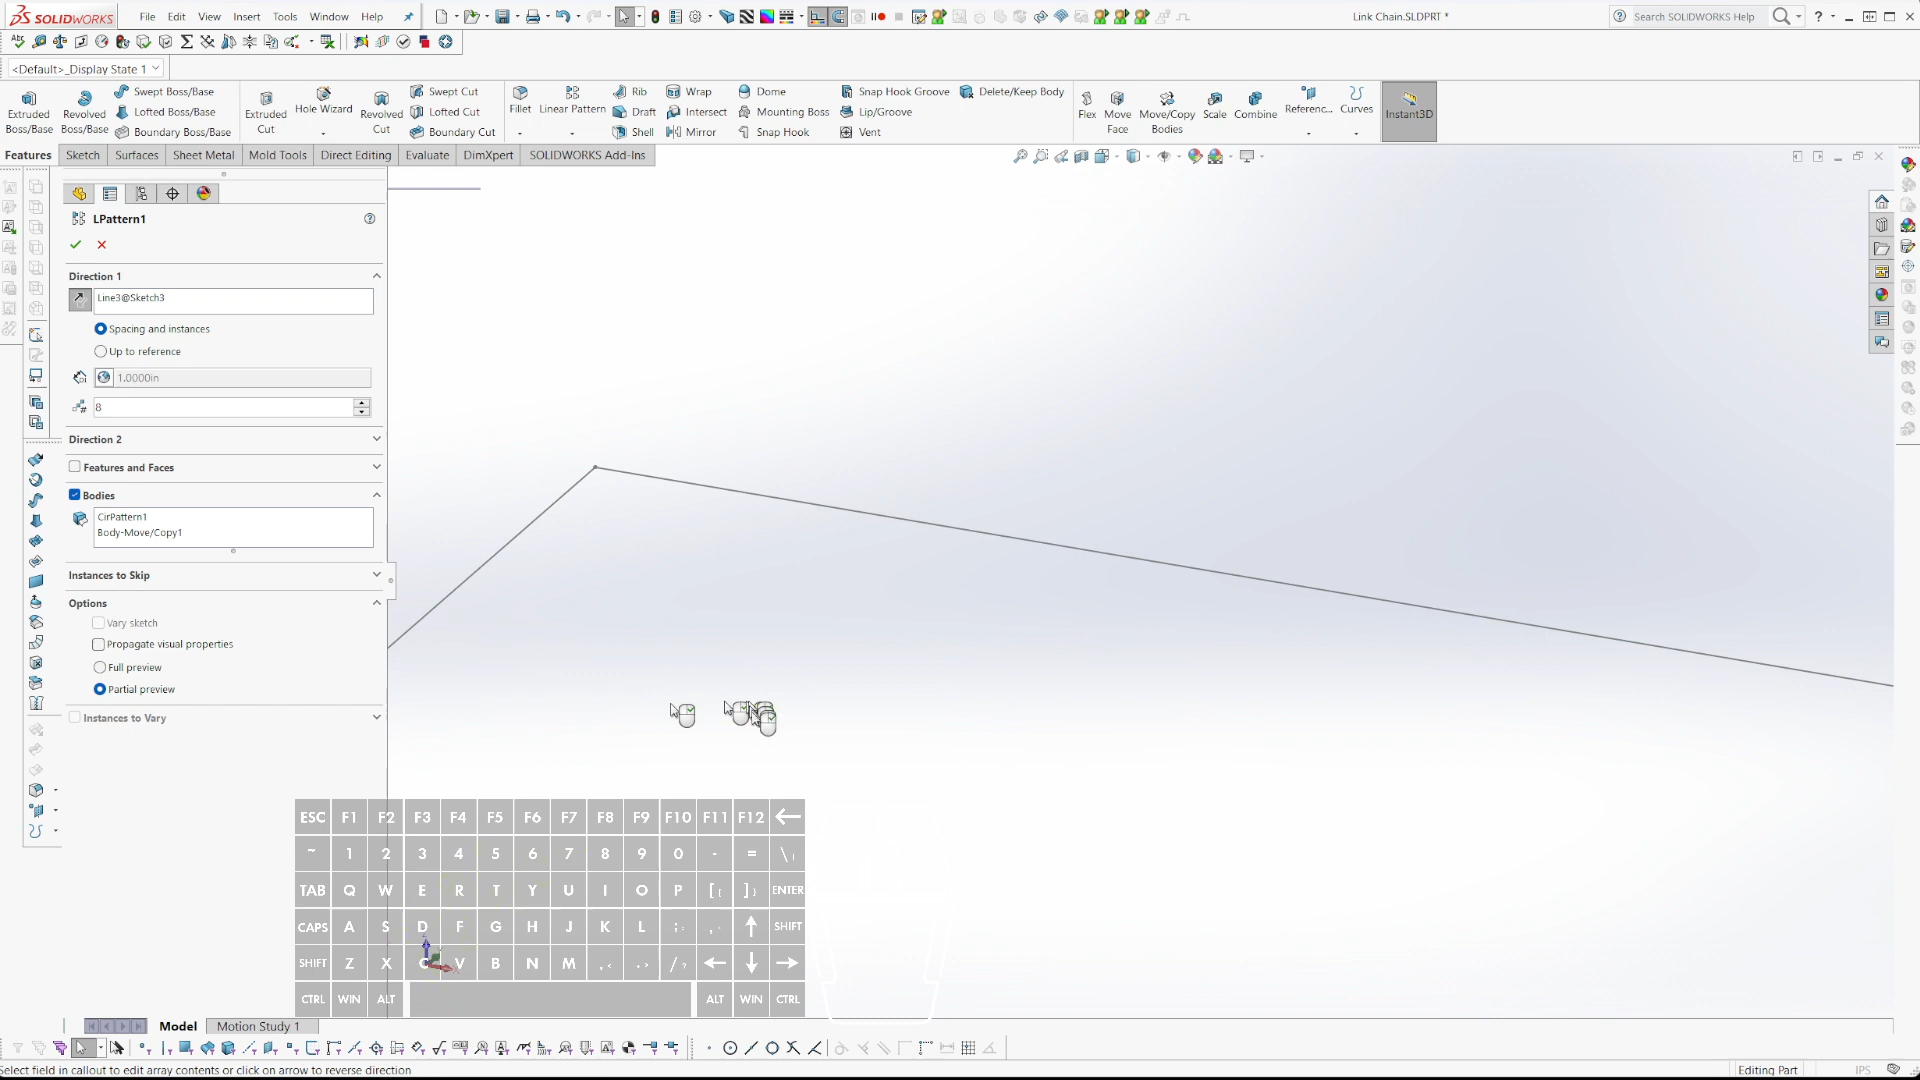 SOLIDWORKS File Edit View Insert Tools Window Help Link Chain.SLDPRT * Search SOLIDWORKS Help
<Default>_Display State 1
Extruded Boss/Base
Revolved Boss/Base
Swept Boss/Base
Lofted Boss/Base
Boundary Boss/Base
Extruded Cut
Hole Wizard
Revolved Cut
Swept Cut
Lofted Cut
Boundary Cut
Fillet
Linear Pattern
Rib
Draft
Shell
Wrap
Intersect
Mirror
Dome
Mounting Boss
Snap Hook
Snap Hook Groove
Lip/Groove
Vent
Delete/Keep Body
Flex
Move Face
Move/Copy Bodies
Scale
Combine
Referenc...
Curves
Instant3D
Features Sketch Surfaces Sheet Metal Mold Tools Direct Editing Evaluate DimXpert SOLIDWORKS Add-Ins
LPattern1
Direction 1
Line3@Sketch3
Spacing and instances
Up to reference
1.0000in
8
Direction 2
Features and Faces
Bodies
CirPattern1
Body-Move/Copy1
Instances to Skip
Options
Vary sketch
Propagate visual properties
Full preview
Partial preview
Instances to Vary
ESC F1 F2 F3 F4 F5 F6 F7 F8 F9 F10 F11 F12
~ 1 2 3 4 5 6 7 8 9 0 - = \ |
TAB Q W E R T Y U I O P [ { ] } ENTER
CAPS A S D F G H J K L ; : SHIFT
SHIFT Z X C V B N M , < . > / ?
CTRL WIN ALT ALT WIN CTRL
Model Motion Study 1
Select field in callout to edit array contents or click on arrow to reverse direction Editing Part IPS